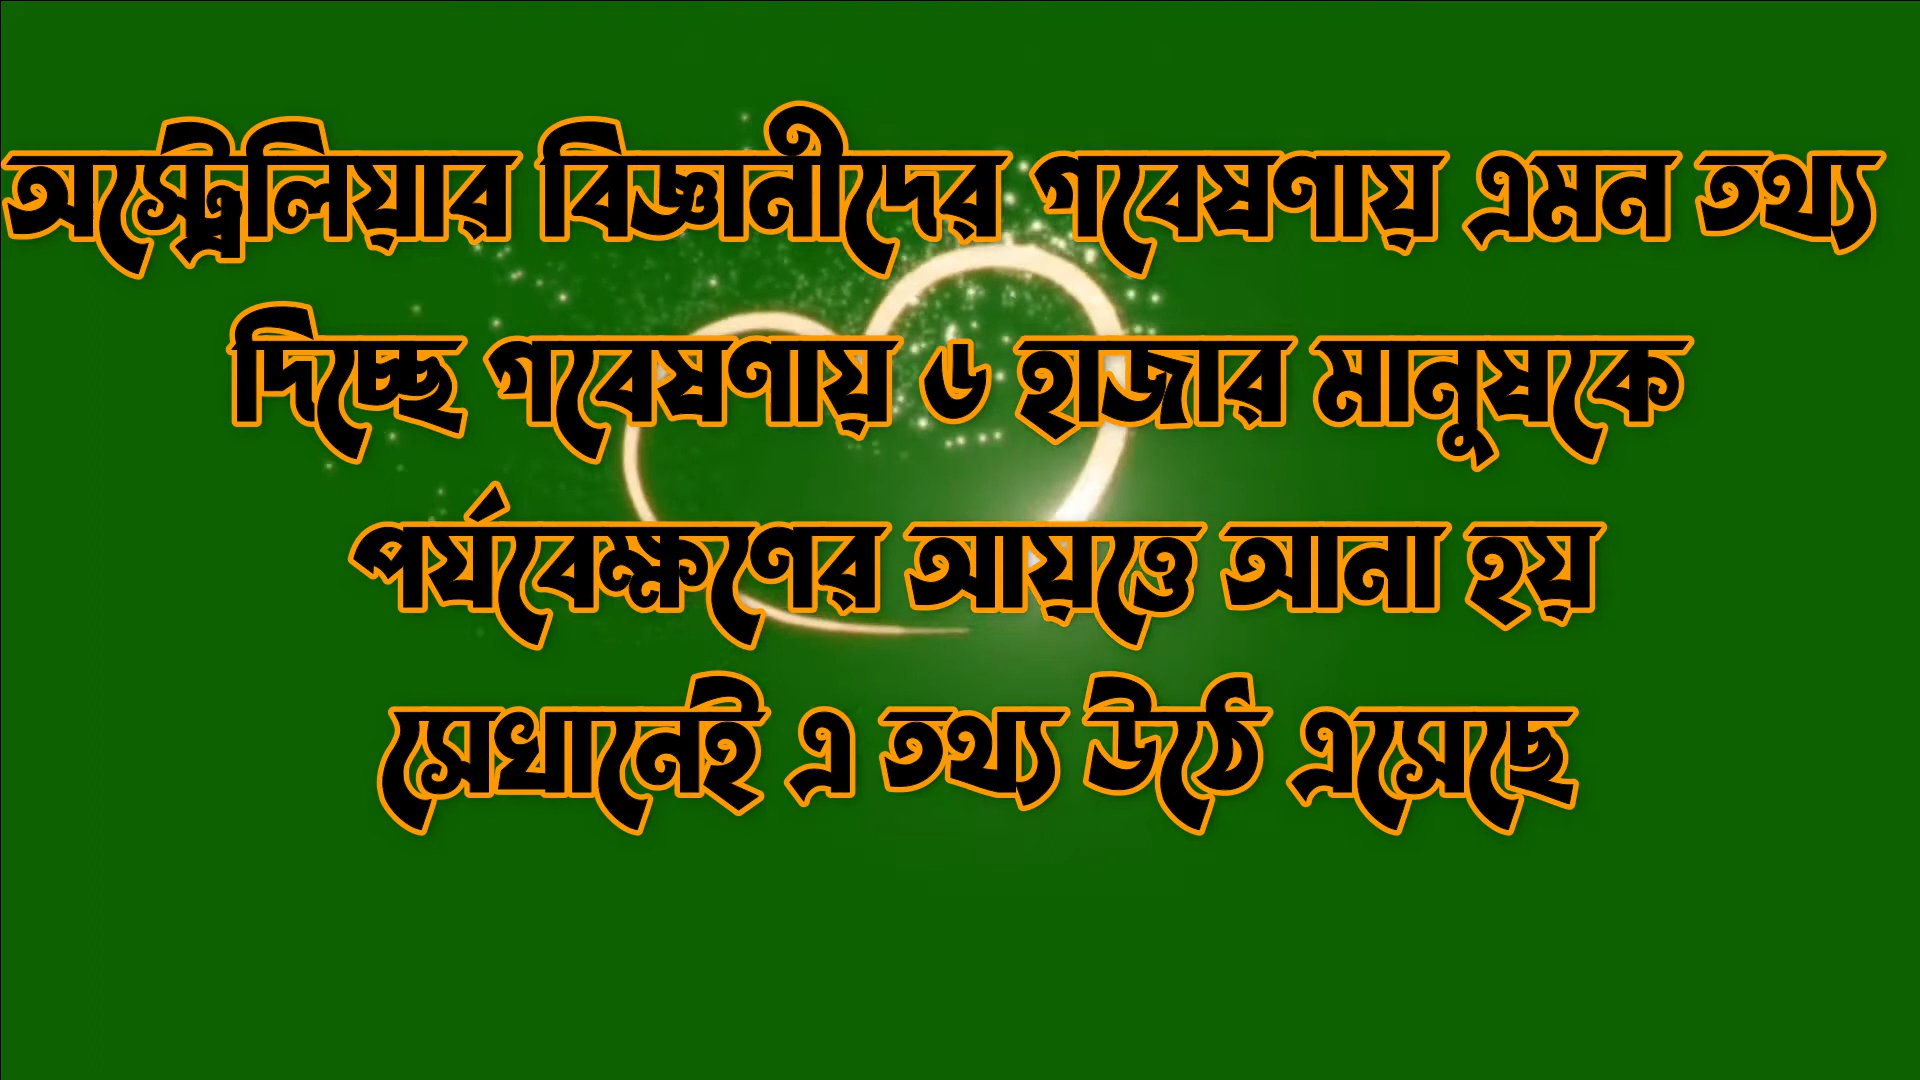 অস্ট্রেলিয়ার বিজ্ঞানীদের গবেষণায় এমন তথ্য
দিচ্ছে গবেষণায় ৬ হাজার মানুষকে
পর্যবেক্ষণের আয়ত্তে আনা হয়
সেখানেই এ তথ্য উঠে এসেছে